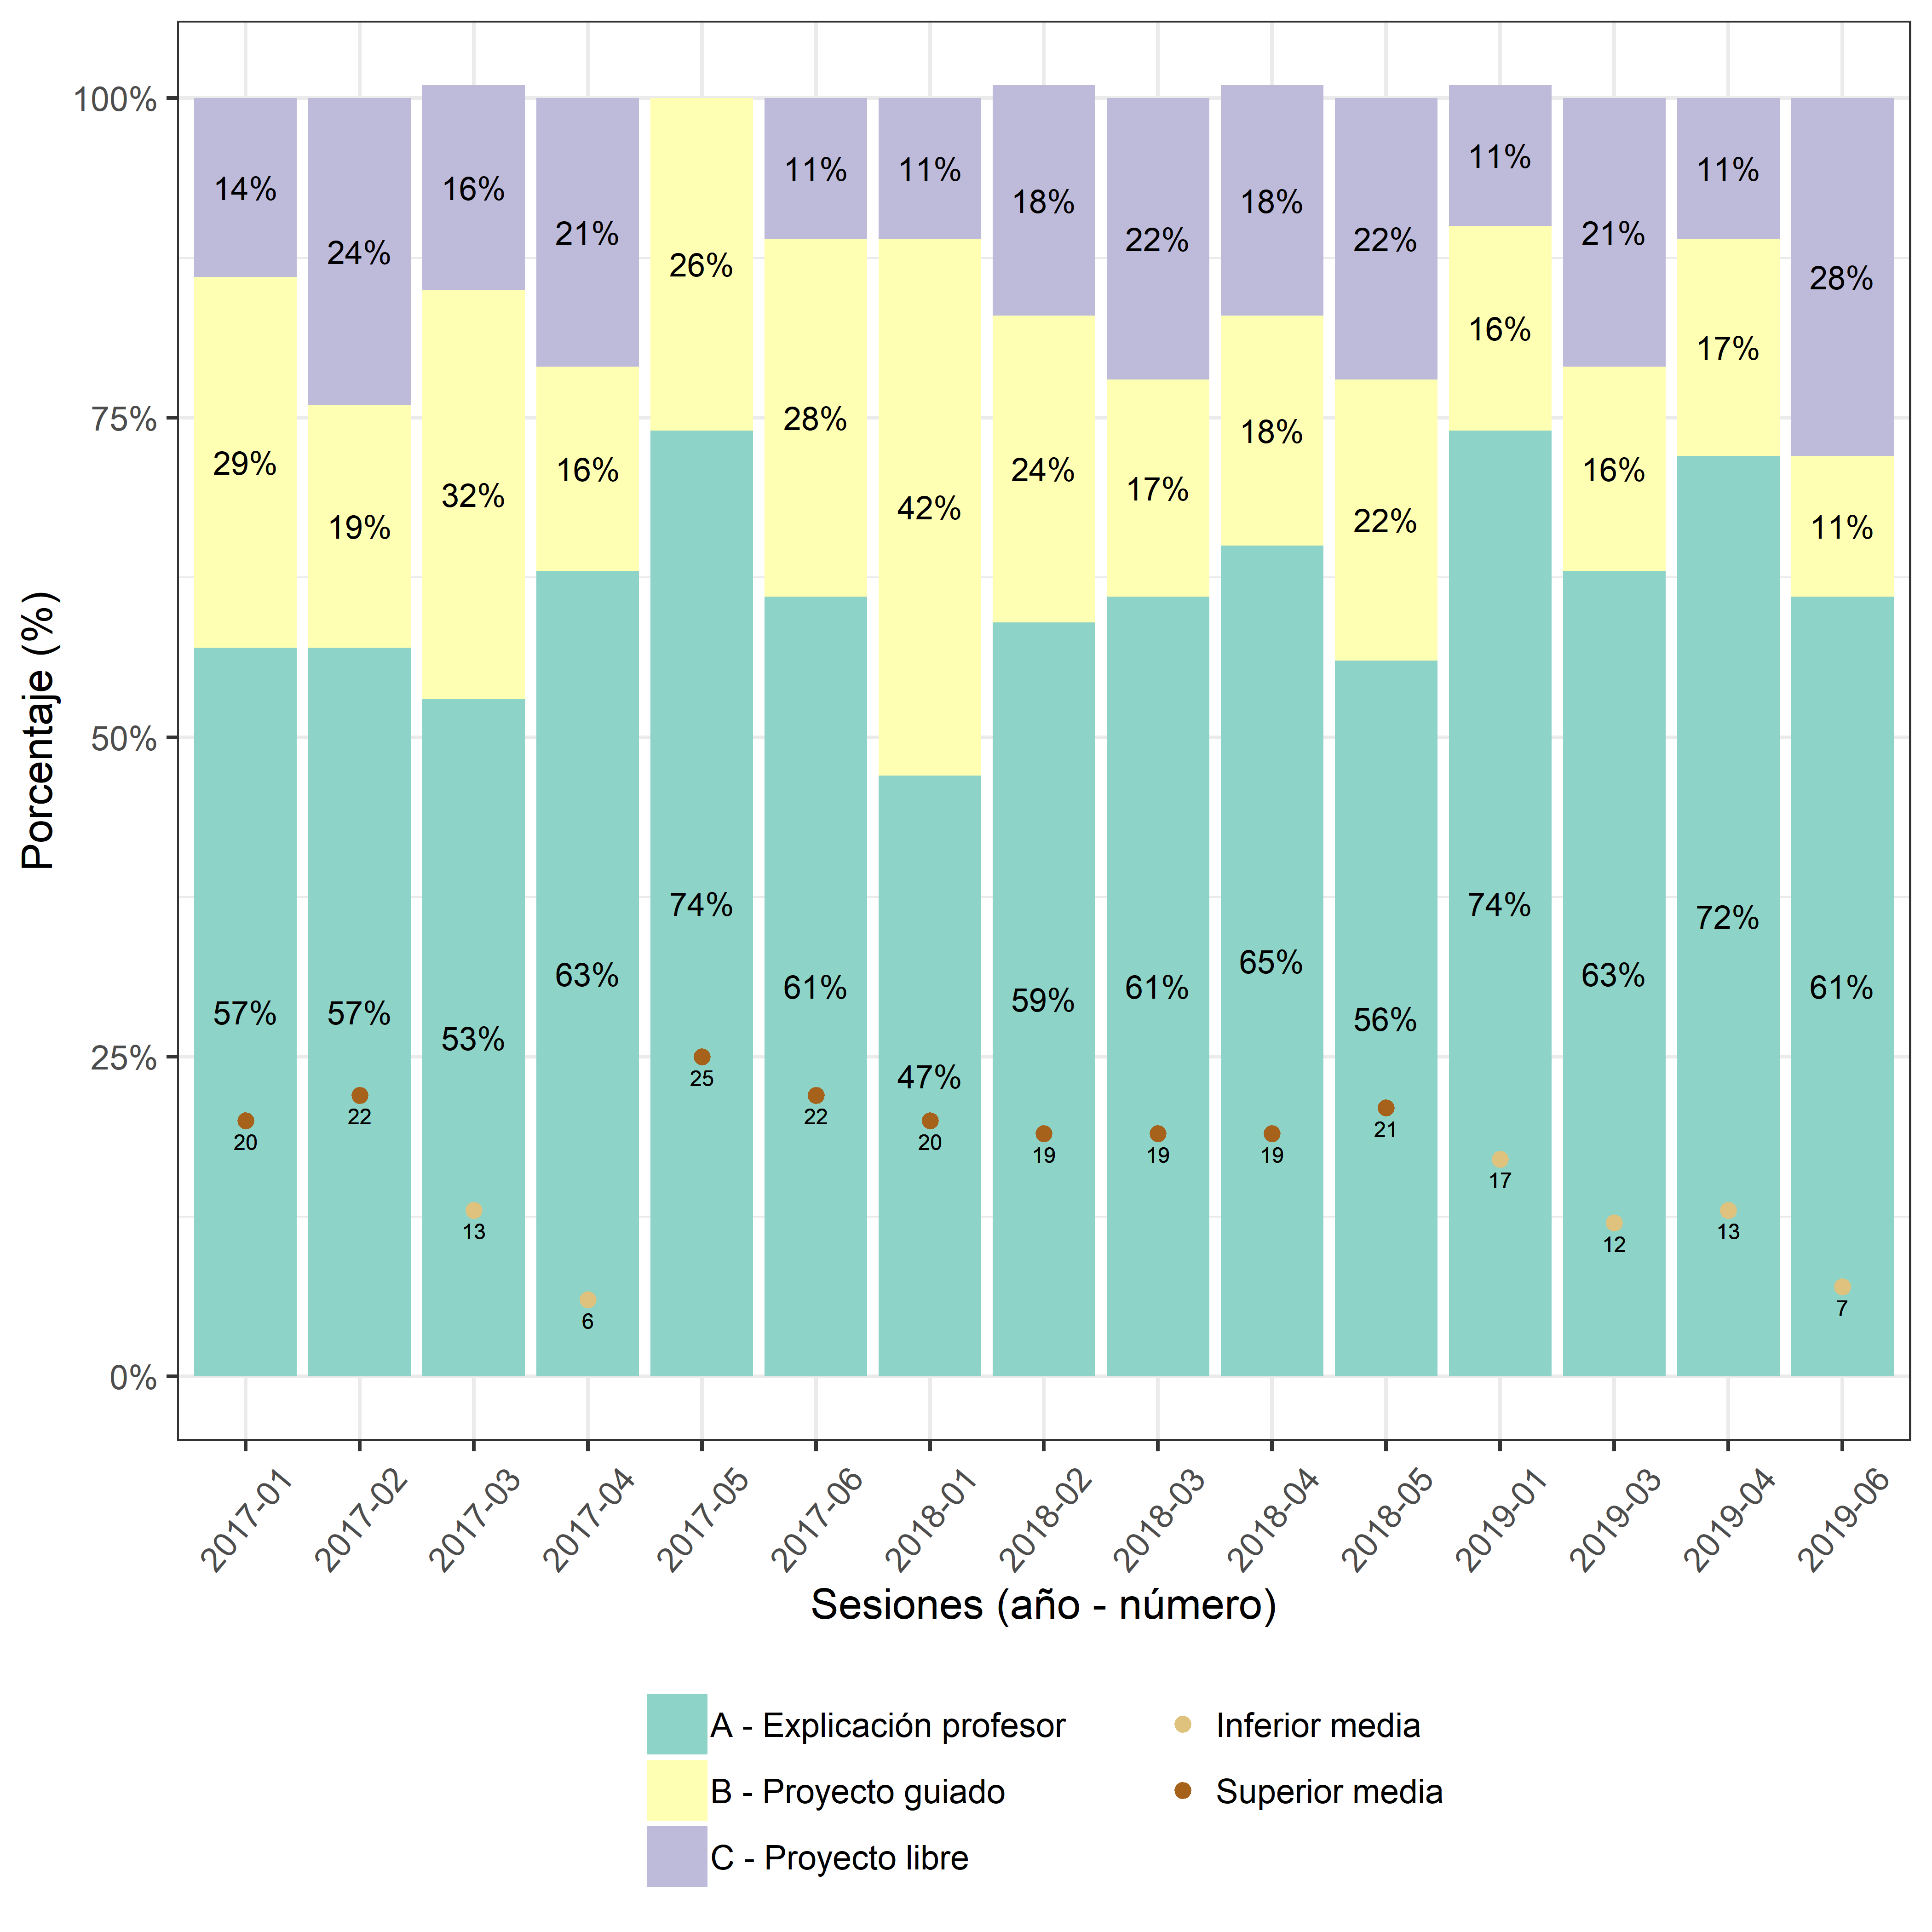 Porcentaje (%)
100%
75%
50%
25%
0%
14% 24% 16% 21% 11% 11% 18% 22% 18% 22% 11% 21% 11% 28%
29% 19% 32% 16% 26% 28% 42% 24% 17% 18% 22% 16% 16% 17% 11%
57% 57% 53% 63% 74% 61% 47% 59% 61% 65% 56% 74% 63% 72% 61%
20 22 13 6 25 22 20 19 19 19 21 17 12 13 7
2017-01 2017-02 2017-03 2017-04 2017-05 2017-06 2018-01 2018-02 2018-03 2018-04 2018-05 2019-01 2019-03 2019-04 2019-06
Sesiones (año - número)
A - Explicación profesor
B - Proyecto guiado
C - Proyecto libre
Inferior media
Superior media